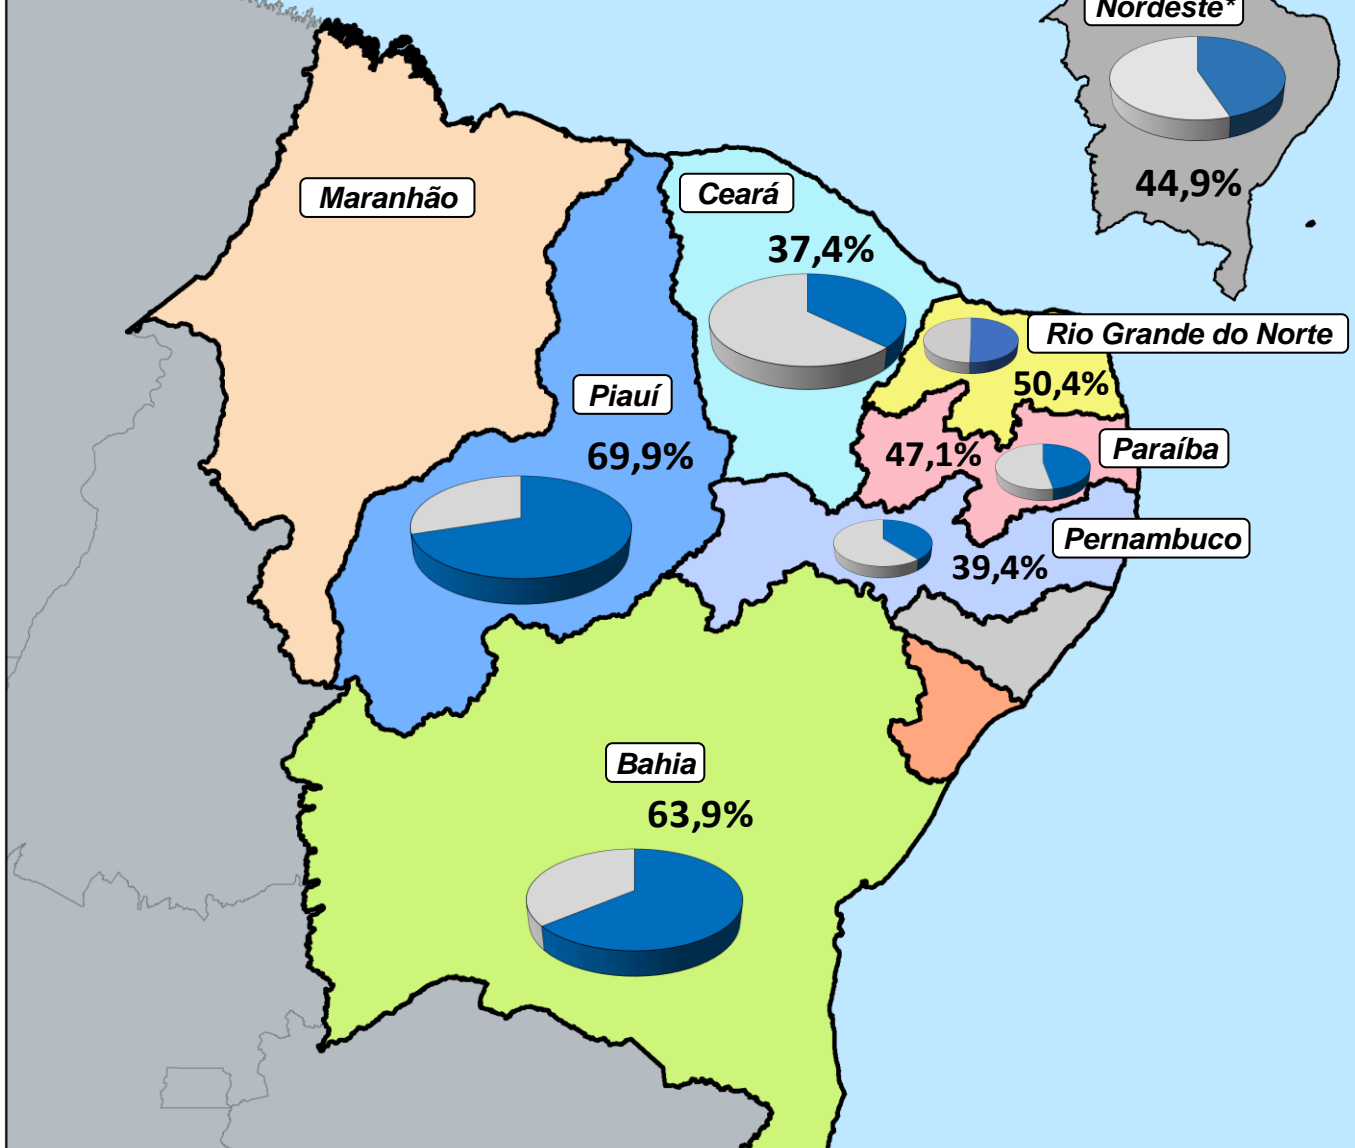 Nordeste*
44,9%
Maranhão
Ceará
37,4%
Rio Grande do Norte
50,4%
Piauí
69,9%
Paraíba
47,1%
Pernambuco
39,4%
Bahia
63,9%